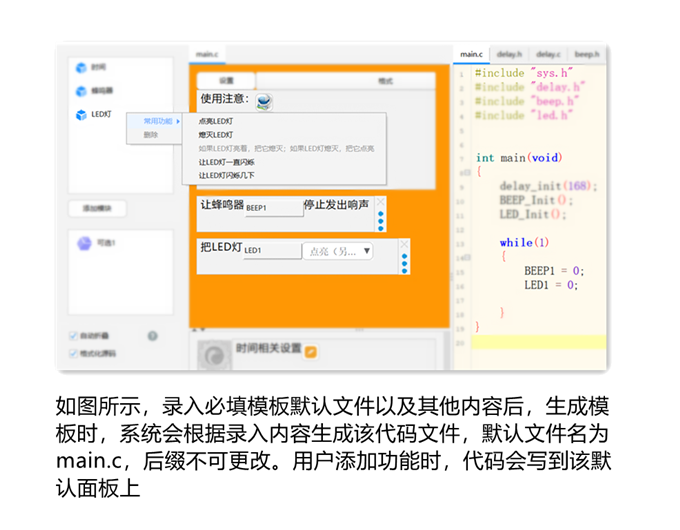 main.c
main.c delay.h delay.c beep.h
时间
蜂鸣器
LED灯
常用功能
删除
添加模块
可选1
自动折叠
格式化源码
设置 格式
使用注意:
点亮LED灯
熄灭LED灯
如果LED灯亮着，把它熄灭；如果LED灯熄灭，把它点亮
让LED灯一直闪烁
让LED灯闪烁几下
让蜂鸣器 BEEP1 停止发出响声
把LED灯 LED1 点亮（另...
时间相关设置
1 #include "sys.h"
2 #include "delay.h"
3 #include "beep.h"
4 #include "led.h"
5
6
7 int main(void)
8 {
9 delay_init(168);
10 BEEP_Init();
11 LED_Init();
12
13 while(1)
14 {
15 BEEP1 = 0;
16 LED1 = 0;
17
18 }
19 }
20
如图所示，录入必填模板默认文件以及其他内容后，生成模
板时，系统会根据录入内容生成该代码文件，默认文件名为
main.c，后缀不可更改。用户添加功能时，代码会写到该默
认面板上